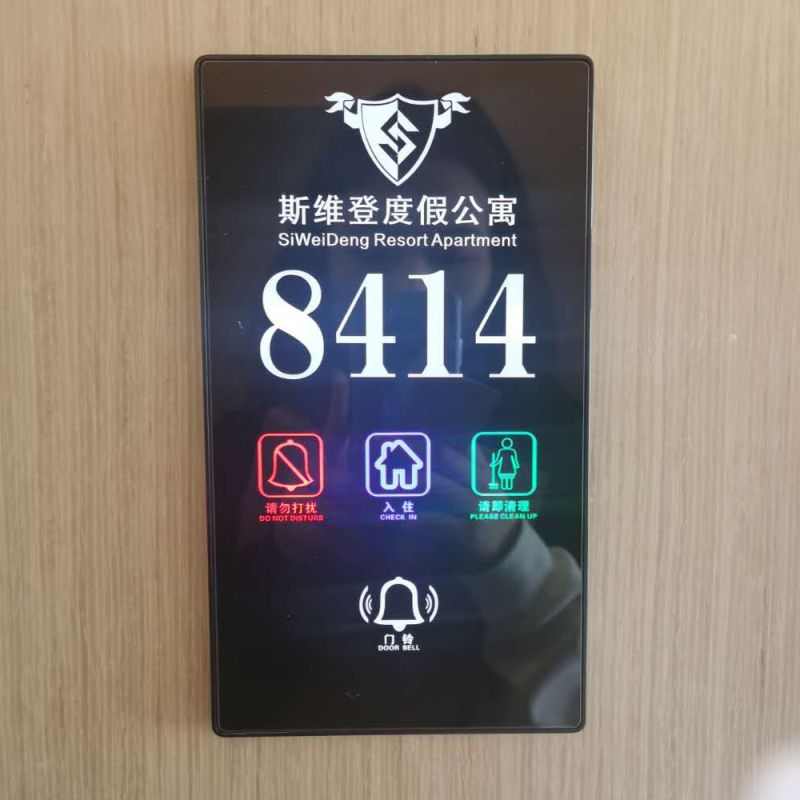 斯维登度假公寓
SiWeiDeng Resort Apartment
8414
请勿打扰
DO NOT DISTURB
入住
CHECK IN
请即清理
PLEASE CLEAN UP
门铃
DOOR BELL